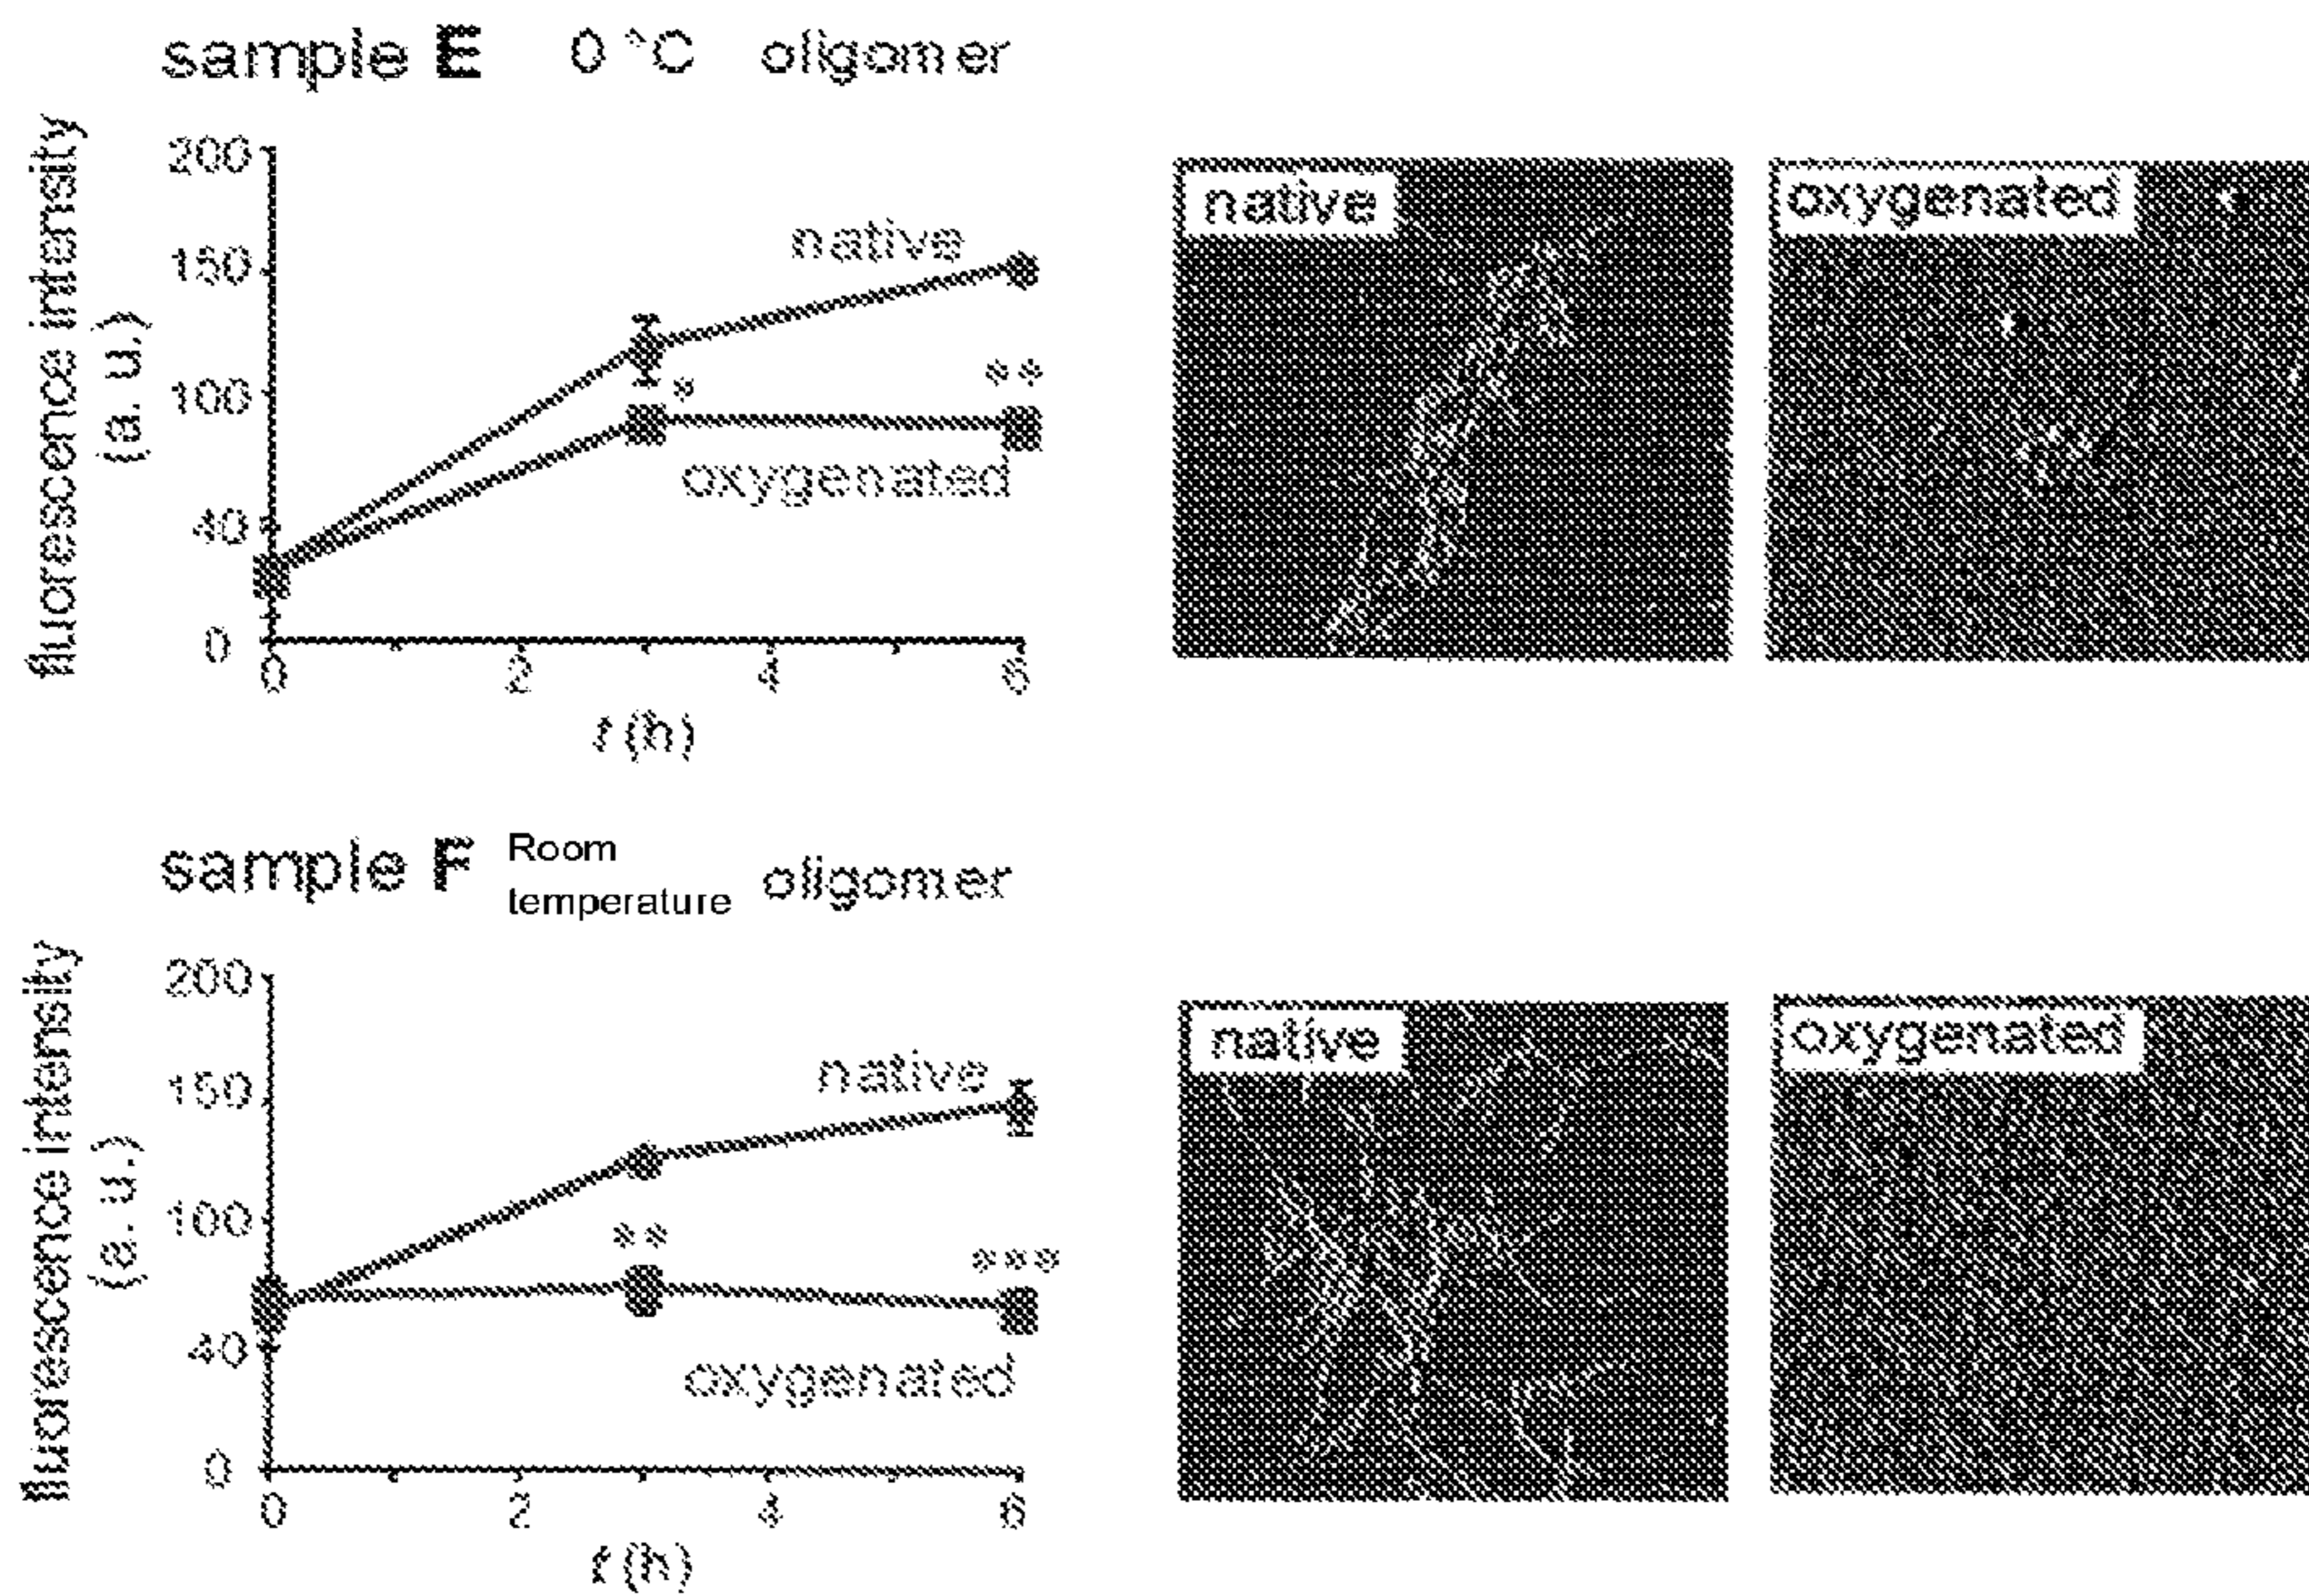 sample E 0 °C oligomer
fluorescence intensity
(a. u.)
200
150
100
40
0
native
*
**
oxygenated
0 2 4 6
t (h)
native
oxygenated
sample F Room temperature oligomer
fluorescence intensity
(a. u.)
200
150
100
40
0
native
**
***
oxygenated
0 2 4 6
t (h)
native
oxygenated